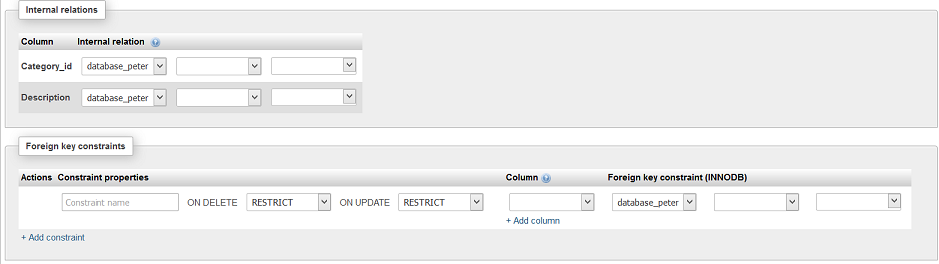 Internal relations
Column Internal relation
Category_id database_peter
Description database_peter
Foreign key constraints
Actions Constraint properties Column Foreign key constraint (INNODB)
Constraint name ON DELETE RESTRICT ON UPDATE RESTRICT database_peter
+ Add column
+ Add constraint